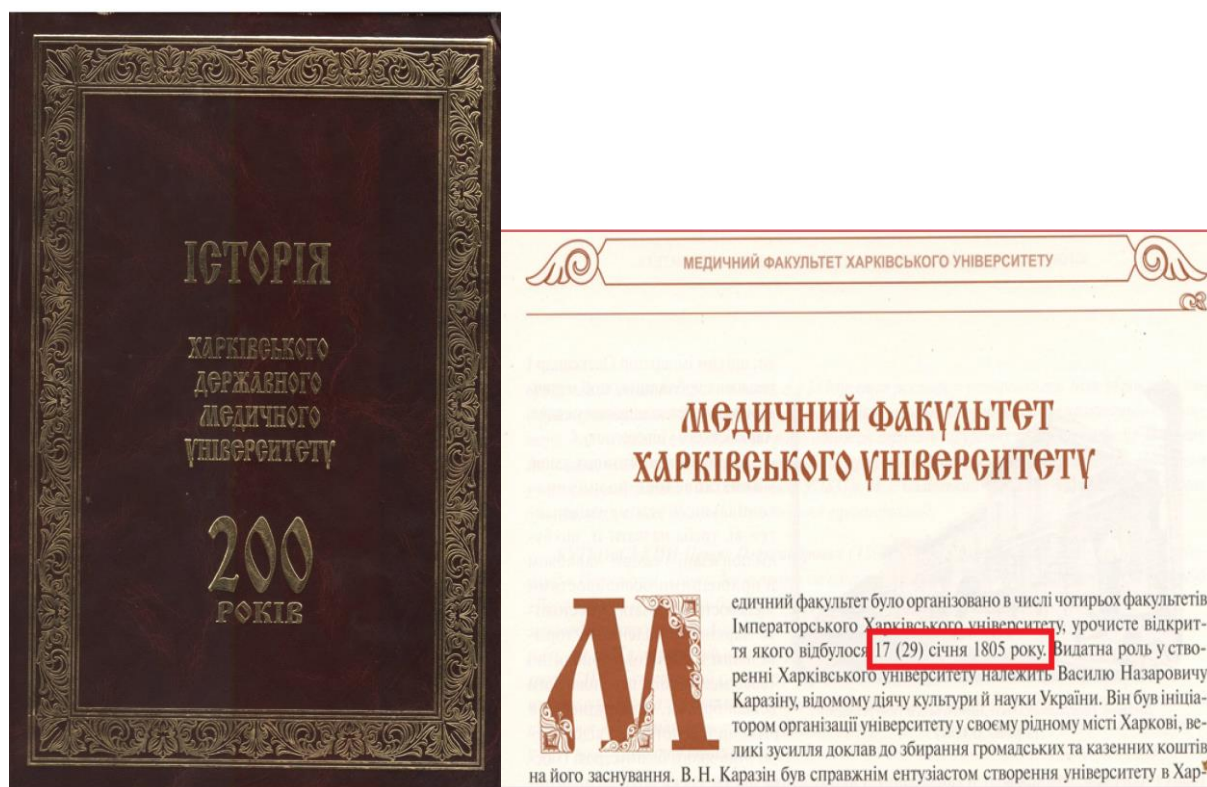 ІСТОРІЯ
ХАРКІВСЬКОГО
ДЕРЖАВНОГО
МЕДИЧНОГО
УНІВЕРСИТЕТУ
200
РОКІВ
МЕДИЧНИЙ ФАКУЛЬТЕТ ХАРКІВСЬКОГО УНІВЕРСИТЕТУ
МЕДИЧНИЙ ФАКУЛЬТЕТ
ХАРКІВСЬКОГО УНІВЕРСИТЕТУ
Медичний факультет було організовано в числі чотирьох факультетів
Імператорського Харківського університету, урочисте відкрит-
тя якого відбулося 17 (29) січня 1805 року. Видатна роль у ство-
ренні Харківського університету належить Василю Назаровичу
Каразіну, відомому діячу культури й науки України. Він був ініціа-
тором організації університету у своєму рідному місті Харкові, ве-
ликі зусилля доклав до збирання громадських та казенних коштів
на його заснування. В. Н. Каразін був справжнім ентузіастом створення університету в Хар-